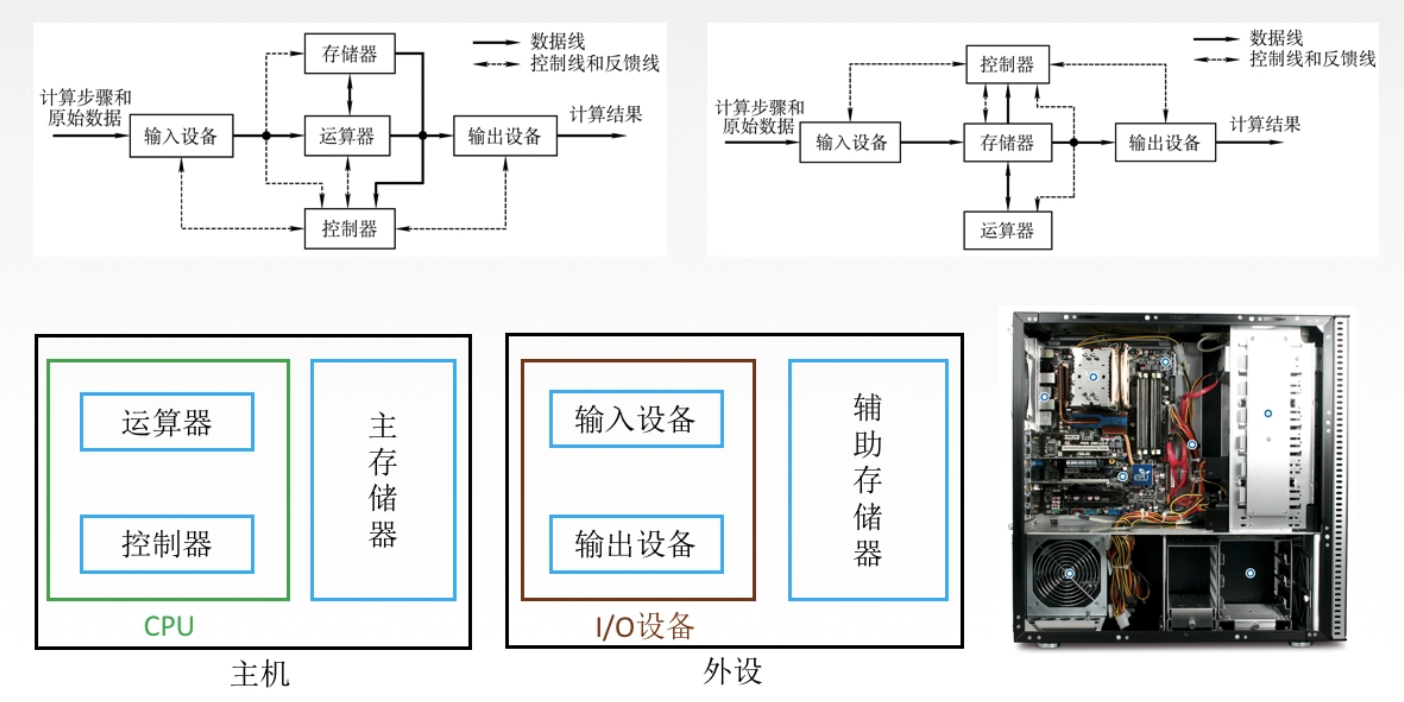 存储器
数据线
控制线和反馈线
计算步骤和
原始数据
输入设备
运算器
输出设备
计算结果
控制器
控制器
数据线
控制线和反馈线
计算步骤和
原始数据
输入设备
存储器
输出设备
计算结果
运算器
运算器
控制器
CPU
主存储器
主机
输入设备
输出设备
I/O设备
辅助存储器
外设